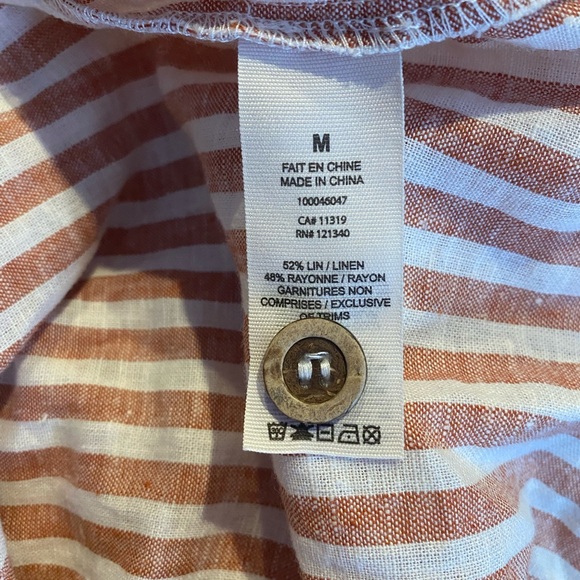 M
FAIT EN CHINE
MADE IN CHINA
100046047
CA# 11319
RN# 121340
52% LIN / LINEN
48% RAYONNE / RAYON
GARNITURES NON
COMPRISES / EXCLUSIVE
OF TRIMS